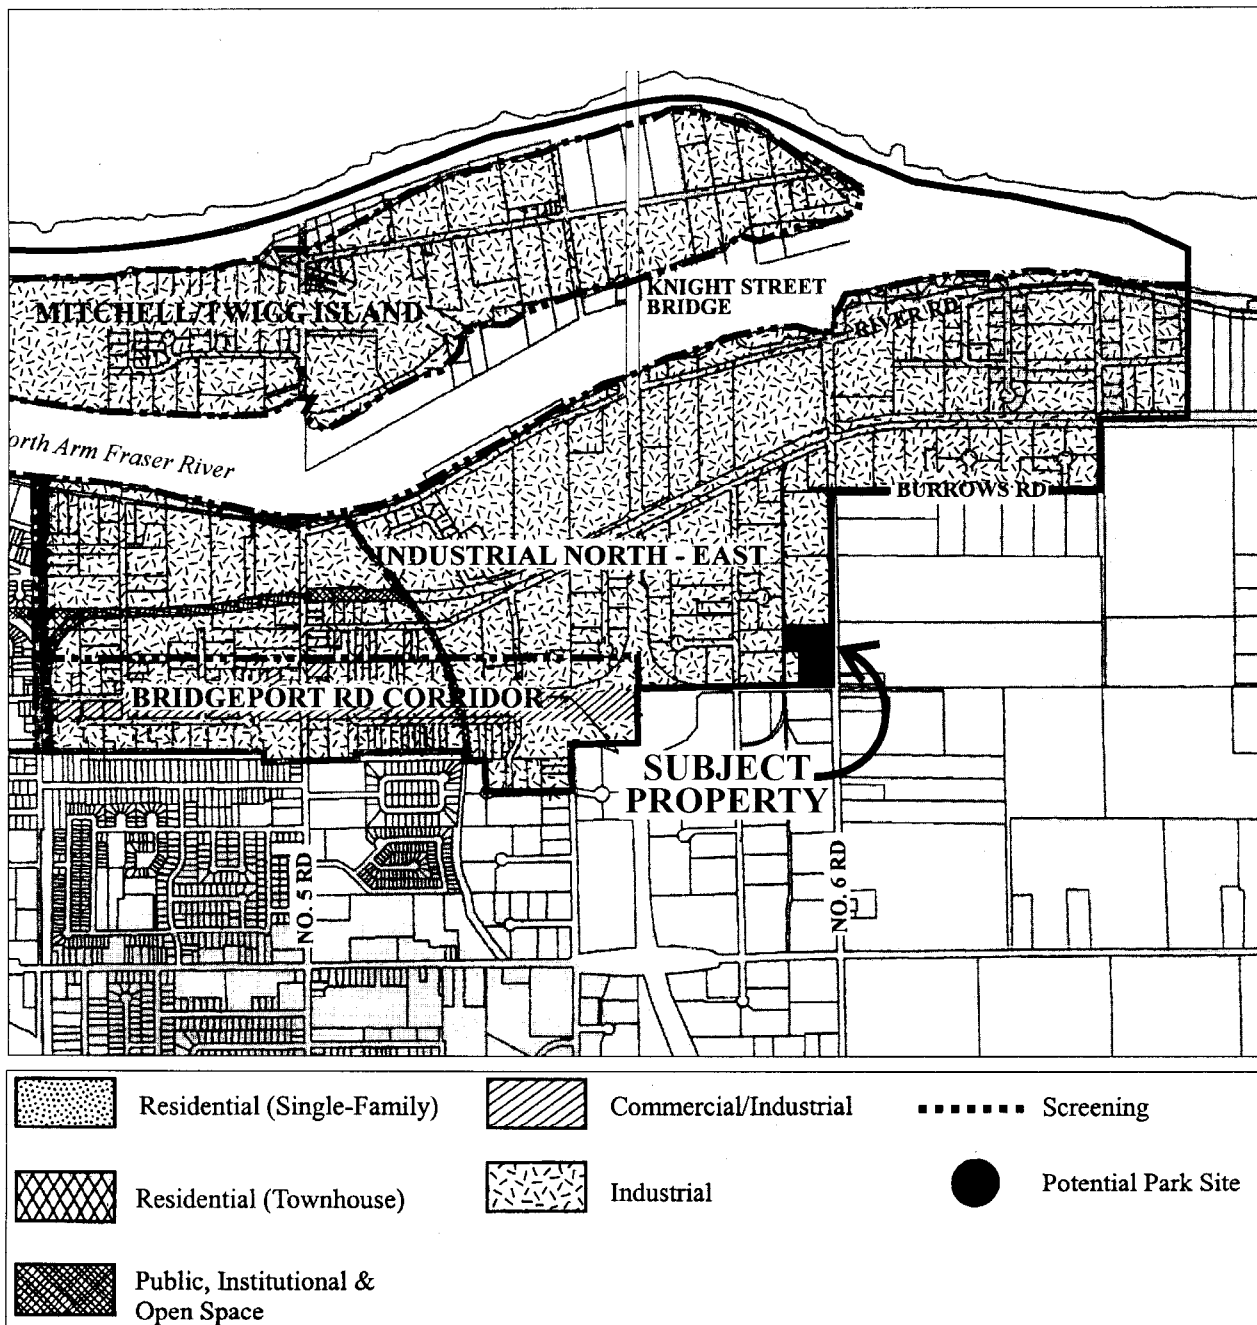 KNIGHT STREET
BRIDGE
MITCHELL/TWIGG ISLAND
RIVER RD
orth Arm Fraser River
BURROWS RD
INDUSTRIAL NORTH - EAST
BRIDGEPORT RD CORRIDOR
SUBJECT
PROPERTY
NO. 5 RD
NO. 6 RD
Residential (Single-Family)
Commercial/Industrial
Screening
Residential (Townhouse)
Industrial
Potential Park Site
Public, Institutional &
Open Space